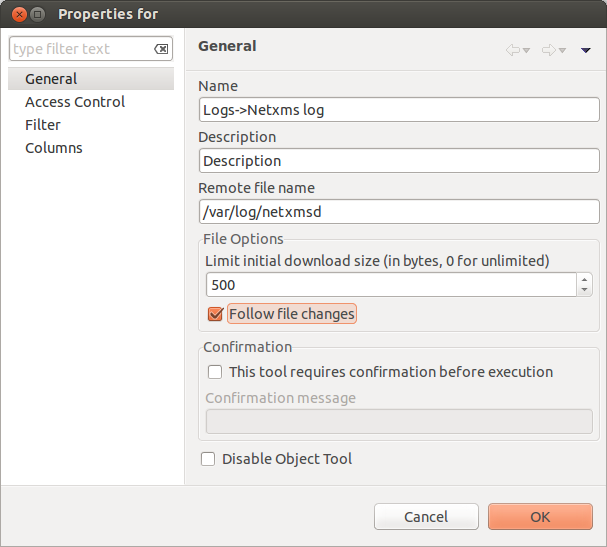 Properties for
type filter text
General
Access Control
Filter
Columns
General
Name
Logs->Netxms log
Description
Description
Remote file name
/var/log/netxmsd
File Options
Limit initial download size (in bytes, 0 for unlimited)
500
Follow file changes
Confirmation
This tool requires confirmation before execution
Confirmation message
Disable Object Tool
Cancel
OK